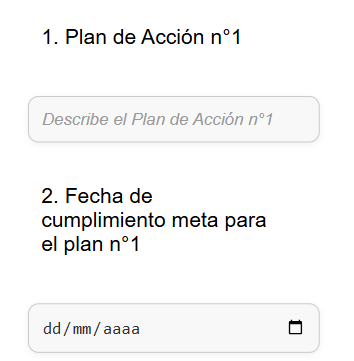 1. Plan de Acción n°1
Describe el Plan de Acción n°1
2. Fecha de
cumplimiento meta para
el plan n°1
dd/mm/aaaa